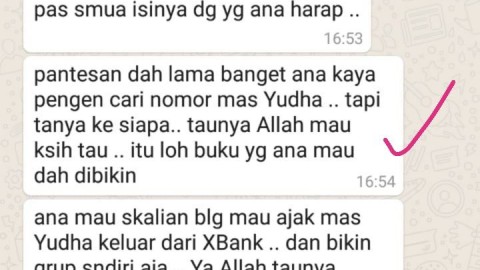 pas smua isinya dg yg ana harap ..
16:53
pantesan dah lama banget ana kaya
pengen cari nomor mas Yudha .. tapi
tanya ke siapa.. taunya Allah mau
ksih tau .. itu loh buku yg ana mau
dah dibikin
16:54
ana mau skalian blg mau ajak mas
Yudha keluar dari XBank .. dan bikin
grup sndiri aja .. Ya Allah taunya